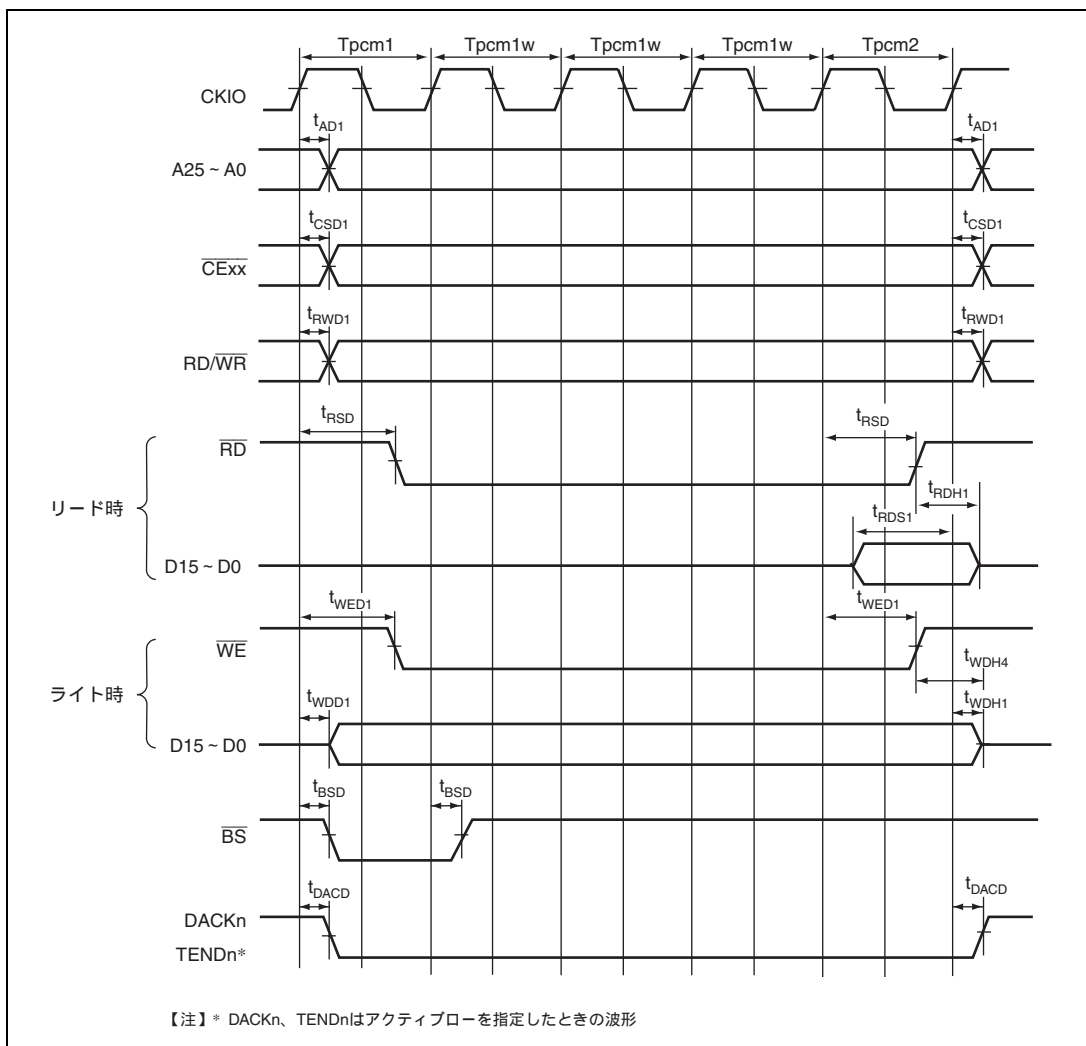 Tpcm1 Tpcm1w Tpcm1w Tpcm1w Tpcm2
CKIO
tAD1 tAD1
A25 ~ A0
tCSD1 tCSD1
CExx
tRWD1 tRWD1
RD/WR
tRSD tRSD
RD
tRDH1
リード時
tRDS1
D15 ~ D0
tWED1 tWED1
WE
tWDH4
ライト時
tWDD1 tWDH1
D15 ~ D0
tBSD tBSD
BS
tDACD tDACD
DACKn
TENDn*
【注】* DACKn、TENDnはアクティブローを指定したときの波形